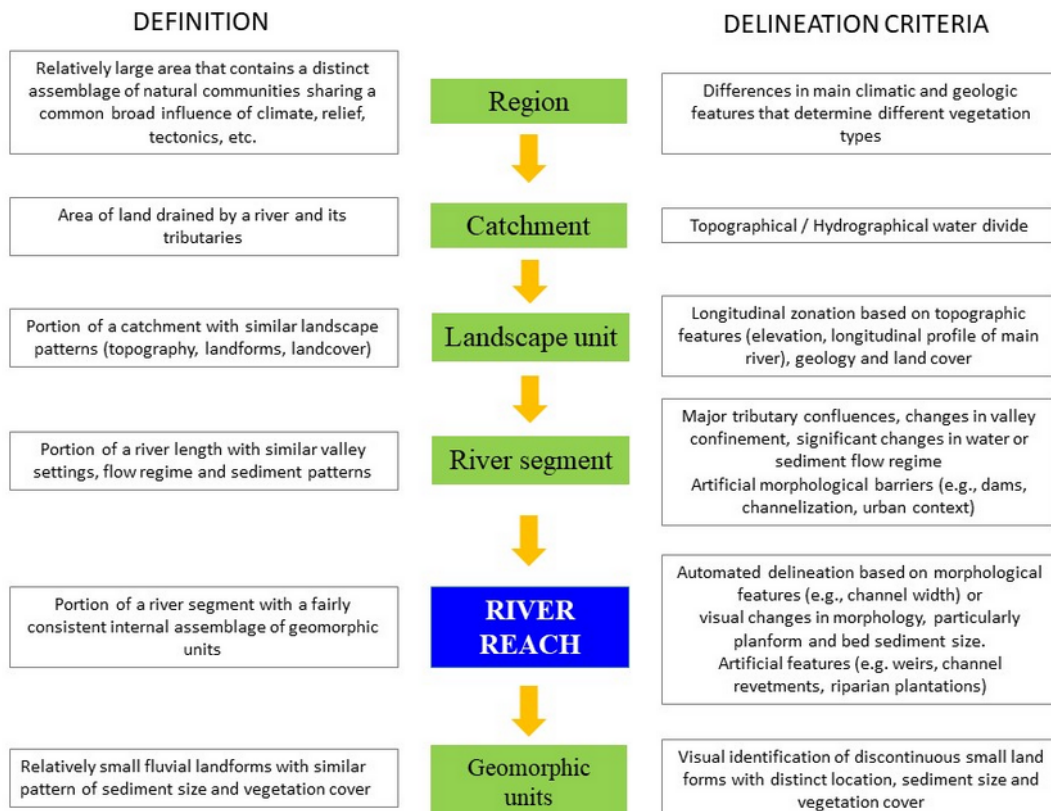 DEFINITION
DELINEATION CRITERIA
Relatively large area that contains a distinct
assemblage of natural communities sharing a
common broad influence of climate, relief,
tectonics, etc.
Region
Differences in main climatic and geologic
features that determine different vegetation
types
Area of land drained by a river and its
tributaries
Catchment
Topographical / Hydrographical water divide
Portion of a catchment with similar landscape
patterns (topography, landforms, landcover)
Landscape unit
Longitudinal zonation based on topographic
features (elevation, longitudinal profile of main
river), geology and land cover
Portion of a river length with similar valley
settings, flow regime and sediment patterns
River segment
Major tributary confluences, changes in valley
confinement, significant changes in water or
sediment flow regime
Artificial morphological barriers (e.g., dams,
channelization, urban context)
Portion of a river segment with a fairly
consistent internal assemblage of geomorphic
units
RIVER
REACH
Automated delineation based on morphological
features (e.g., channel width) or
visual changes in morphology, particularly
planform and bed sediment size.
Artificial features (e.g. weirs, channel
revetments, riparian plantations)
Relatively small fluvial landforms with similar
pattern of sediment size and vegetation cover
Geomorphic
units
Visual identification of discontinuous small land
forms with distinct location, sediment size and
vegetation cover